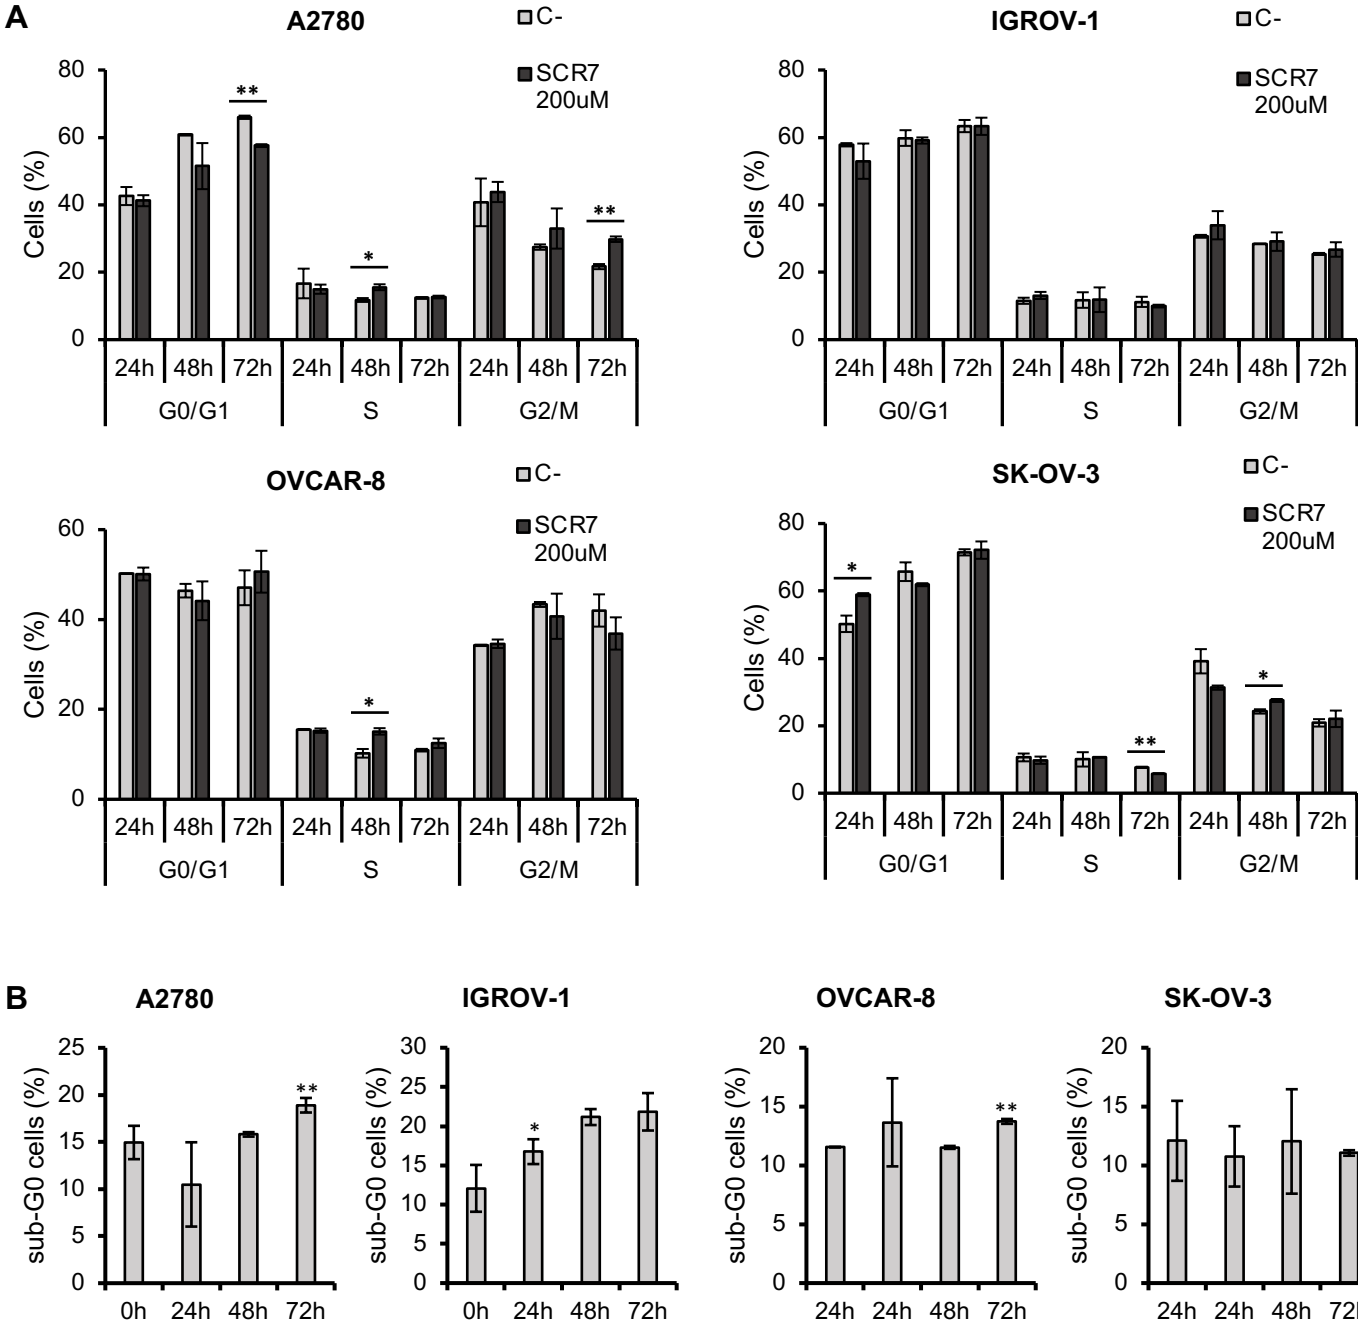 A
A2780
C-
SCR7
200uM
Cells (%)
80
60
40
20
0
**
*
**
24h 48h 72h 24h 48h 72h 24h 48h 72h
G0/G1 S G2/M
IGROV-1
C-
SCR7
200uM
Cells (%)
80
60
40
20
0
24h 48h 72h 24h 48h 72h 24h 48h 72h
G0/G1 S G2/M
OVCAR-8
C-
SCR7
200uM
Cells (%)
60
40
20
0
*
24h 48h 72h 24h 48h 72h 24h 48h 72h
G0/G1 S G2/M
SK-OV-3
C-
SCR7
200uM
Cells (%)
80
60
40
20
0
*
**
*
24h 48h 72h 24h 48h 72h 24h 48h 72h
G0/G1 S G2/M
B
A2780
sub-G0 cells (%)
25
20
15
10
5
0
**
0h 24h 48h 72h
IGROV-1
sub-G0 cells (%)
30
25
20
15
10
5
0
*
0h 24h 48h 72h
OVCAR-8
sub-G0 cells (%)
20
15
10
5
0
**
24h 24h 48h 72h
SK-OV-3
sub-G0 cells (%)
20
15
10
5
0
24h 24h 48h 72h